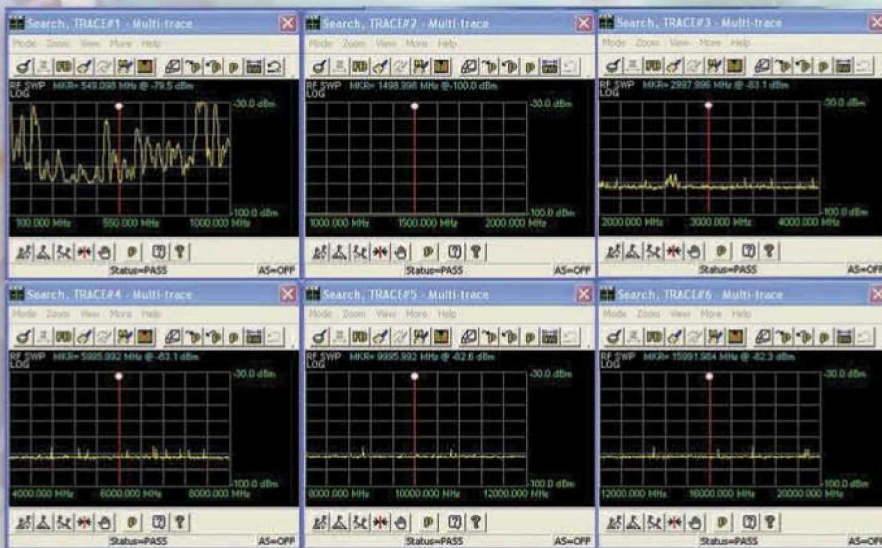 Search, TRACE#1 - Multi-trace
Mode Zoom View More Help
RF SWP MKR= 549.098 MHz @ -79.5 dBm
LOG
-30.0 dBm
-100.0 dBm
100.000 MHz 550.000 MHz 1000.000 MHz
Status=PASS AS=OFF
Search, TRACE#2 - Multi-trace
Mode Zoom View More Help
RF SWP MKR= 1498.998 MHz @-100.0 dBm
LOG
-30.0 dBm
-100.0 dBm
1000.000 MHz 1500.000 MHz 2000.000 MHz
Status=PASS AS=OFF
Search, TRACE#3 - Multi-trace
Mode Zoom View More Help
RF SWP MKR= 2997.996 MHz @ -83.1 dBm
LOG
-30.0 dBm
-100.0 dBm
2000.000 MHz 3000.000 MHz 4000.000 MHz
Status=PASS AS=OFF
Search, TRACE#4 - Multi-trace
Mode Zoom View More Help
RF SWP MKR= 5995.992 MHz @ -83.1 dBm
LOG
-30.0 dBm
-100.0 dBm
4000.000 MHz 6000.000 MHz 8000.000 MHz
Status=PASS AS=OFF
Search, TRACE#5 - Multi-trace
Mode Zoom View More Help
RF SWP MKR= 9995.992 MHz @ -82.6 dBm
LOG
-30.0 dBm
-100.0 dBm
8000.000 MHz 10000.000 MHz 12000.000 MHz
Status=PASS AS=OFF
Search, TRACE#6 - Multi-trace
Mode Zoom View More Help
RF SWP MKR= 15991.984 MHz @ -82.3 dBm
LOG
-30.0 dBm
-100.0 dBm
12000.000 MHz 16000.000 MHz 20000.000 MHz
Status=PASS AS=OFF